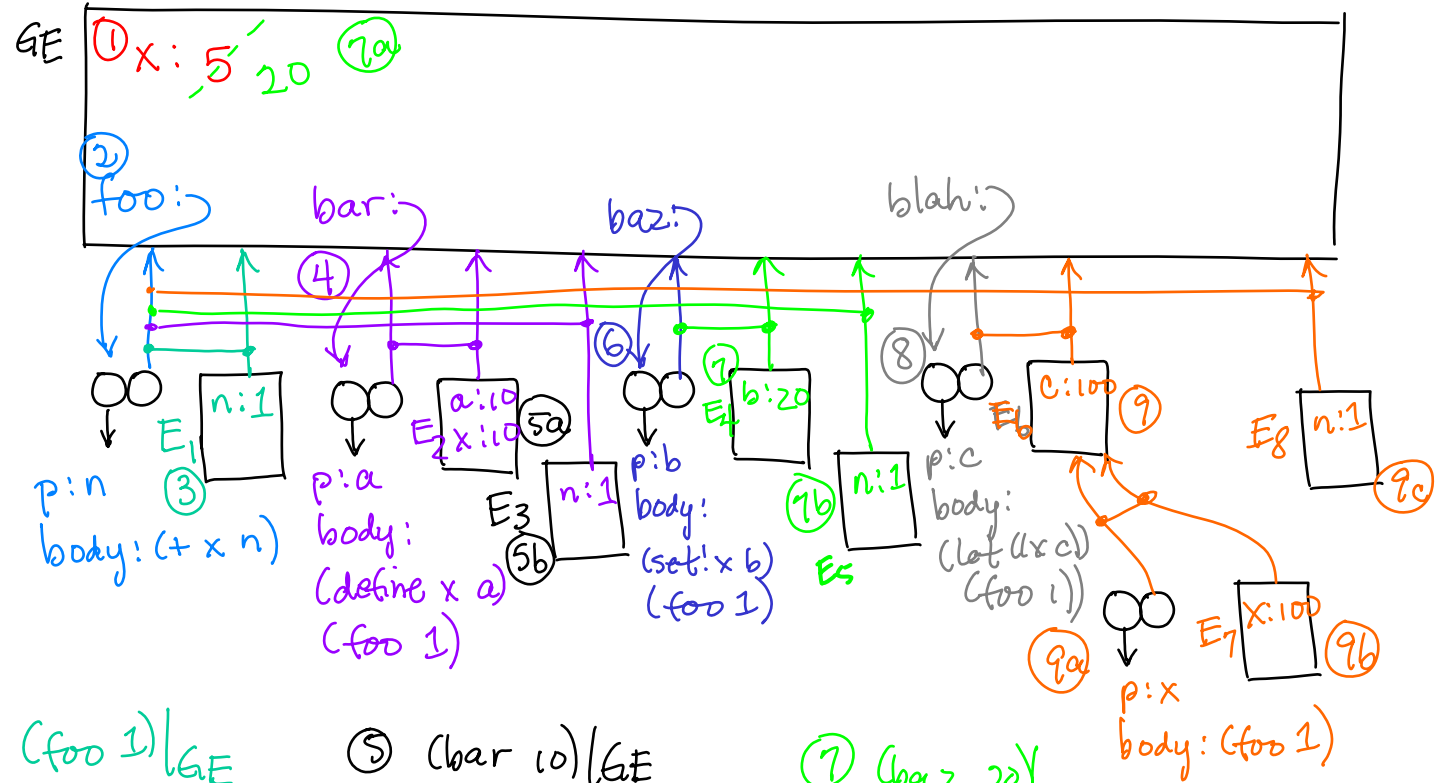 GE ① x: 5 20 ⑦a
②
foo: bar: baz: blah:
④
⑥ ⑦ ⑧
E1 n:1
③
p:n
body: (+ x n)
E2 a:10
x:10 ⑤a
p:a
body:
(define x a)
(foo 1)
E3 n:1
⑤b
p:b
body:
(set! x b)
(foo 1)
E4 b:20
⑦b n:1
E5
p:c
body:
(let ((x c))
(foo 1))
E6 c:100 ⑨
E8 n:1
⑨c
⑨a
p:x
body: (foo 1)
E7 x:100 ⑨b
(foo 1)|GE ⑤ (bar 10)|GE ⑦ (baz 20)